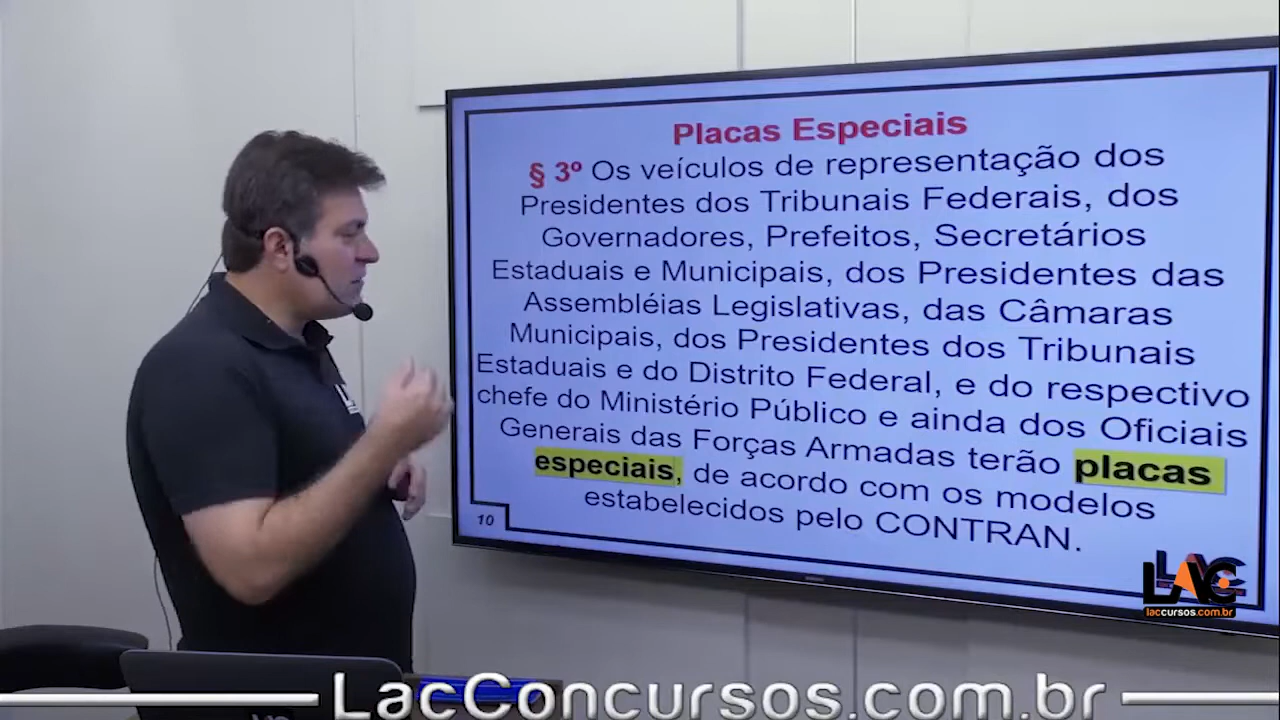 Placas Especiais
§ 3º Os veículos de representação dos
Presidentes dos Tribunais Federais, dos
Governadores, Prefeitos, Secretários
Estaduais e Municipais, dos Presidentes das
Assembléias Legislativas, das Câmaras
Municipais, dos Presidentes dos Tribunais
Estaduais e do Distrito Federal, e do respectivo
chefe do Ministério Público e ainda dos Oficiais
Generais das Forças Armadas terão placas
especiais, de acordo com os modelos
estabelecidos pelo CONTRAN.
10
LAC
laccursos.com.br
LacConcursos.com.br